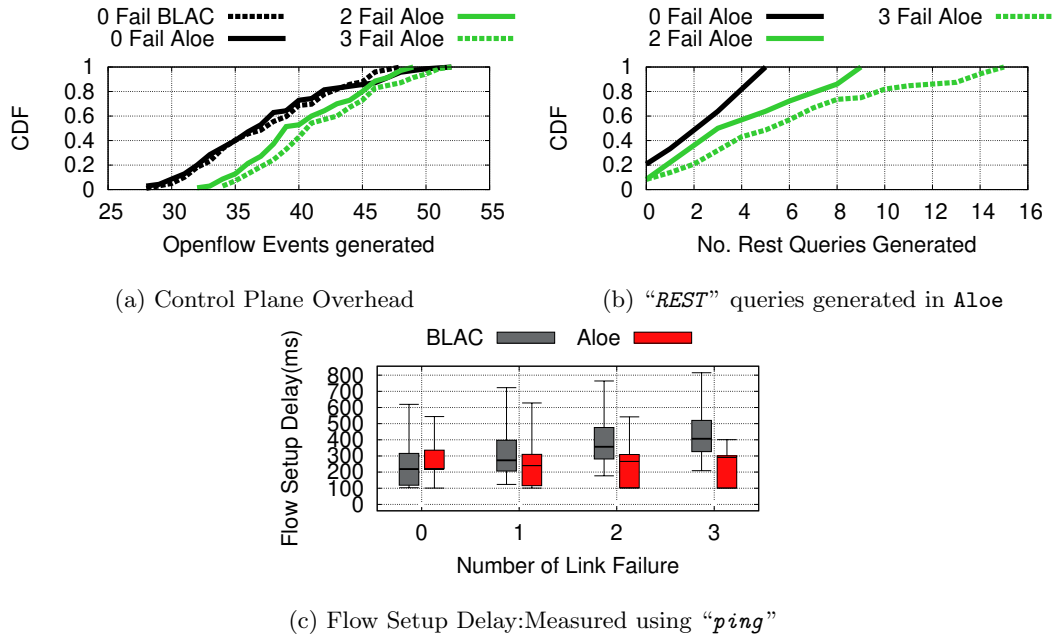 0 Fail BLAC
0 Fail Aloe
2 Fail Aloe
3 Fail Aloe
CDF
1
0.8
0.6
0.4
0.2
0
25 30 35 40 45 50 55
Openflow Events generated
(a) Control Plane Overhead
0 Fail Aloe
2 Fail Aloe
3 Fail Aloe
CDF
1
0.8
0.6
0.4
0.2
0
0 2 4 6 8 10 12 14 16
No. Rest Queries Generated
(b) “REST” queries generated in Aloe
BLAC Aloe
Flow Setup Delay(ms)
800
700
600
500
400
300
200
100
0
0 1 2 3
Number of Link Failure
(c) Flow Setup Delay:Measured using “ping”